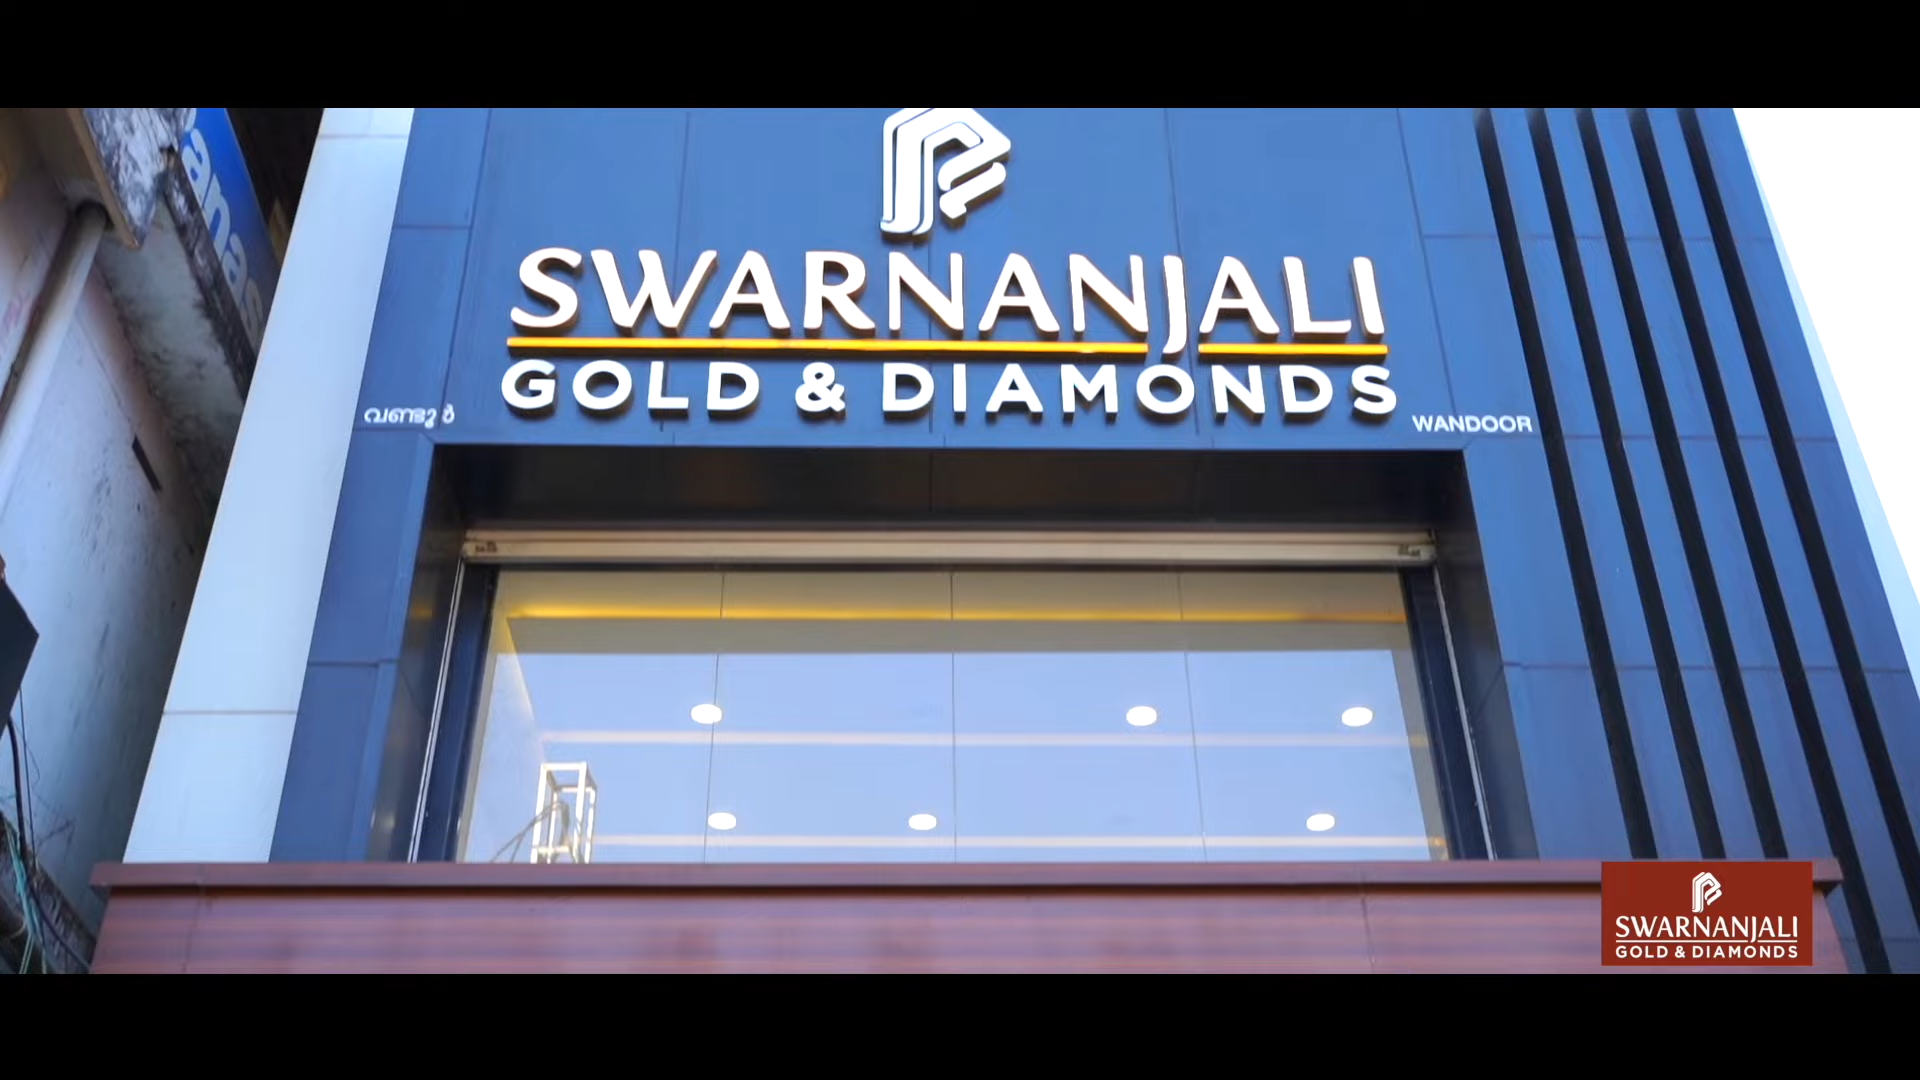 SWARNANJALI
GOLD & DIAMONDS
വണ്ടൂർ
WANDOOR
SWARNANJALI
GOLD & DIAMONDS